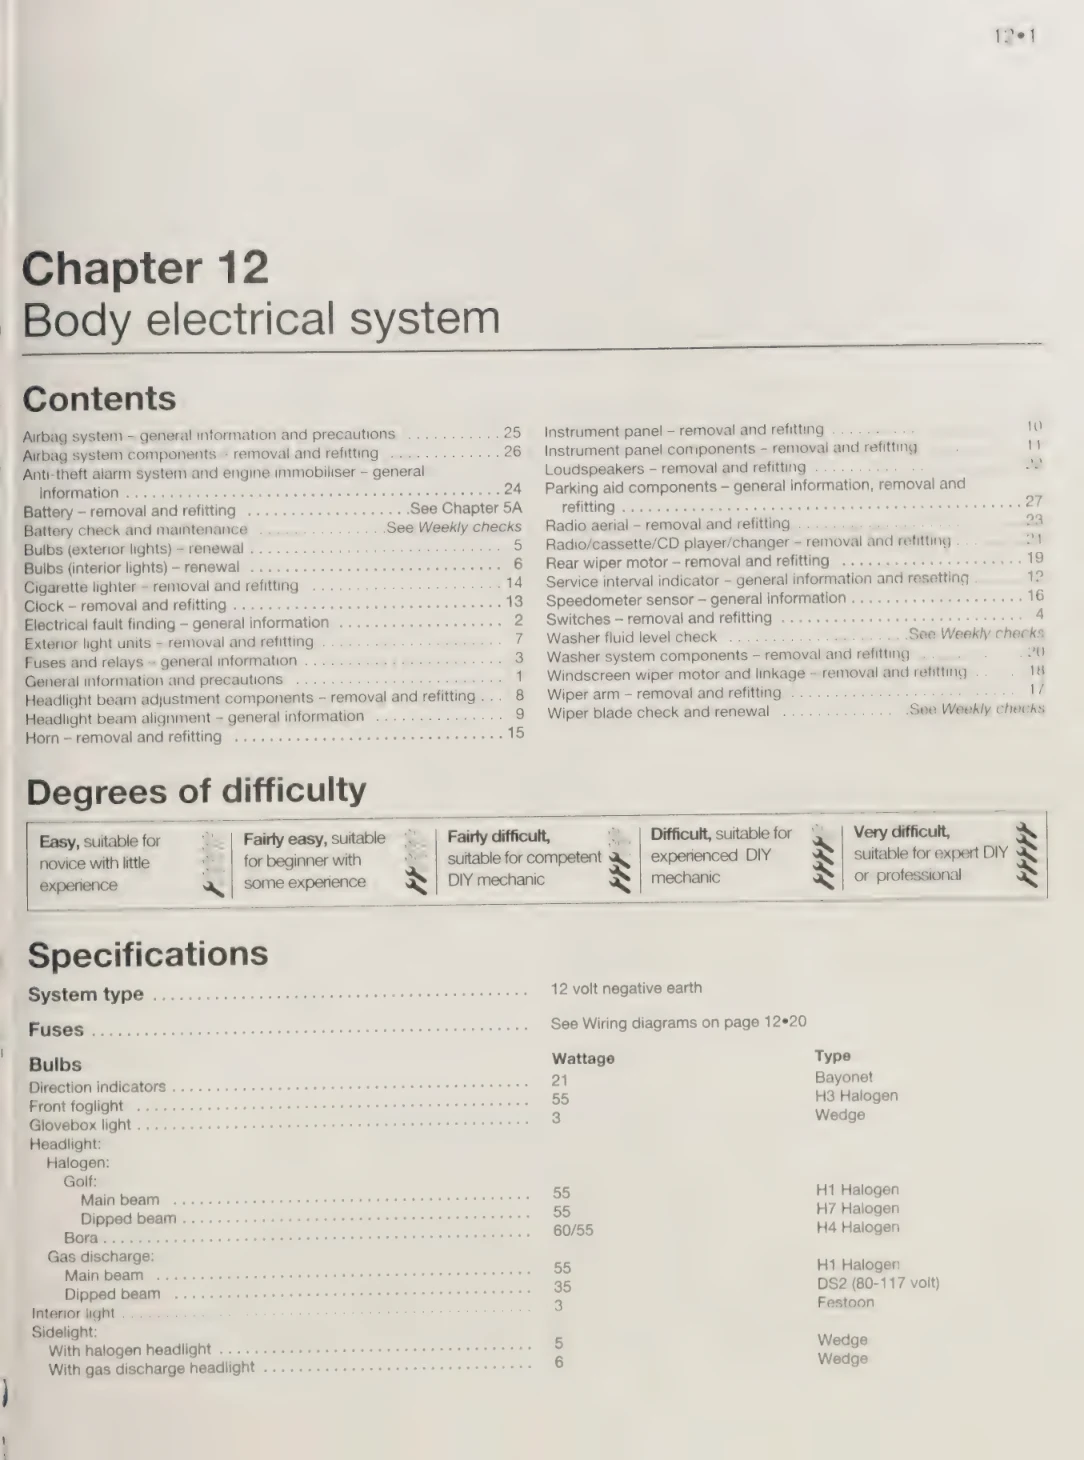 12•1
Chapter 12
Body electrical system
Contents
Airbag system – general information and precautions . . . . . . . . . . . 25
Airbag system components - removal and refitting . . . . . . . . . . . . . 26
Anti-theft alarm system and engine immobiliser – general
information . . . . . . . . . . . . . . . . . . . . . . . . . . . . . . . . . . . . . . . . . 24
Battery – removal and refitting . . . . . . . . . . . . . . . . . .See Chapter 5A
Battery check and maintenance . . . . . . . . . . . . .See Weekly checks
Bulbs (exterior lights) – renewal . . . . . . . . . . . . . . . . . . . . . . . . . . . . 5
Bulbs (interior lights) – renewal . . . . . . . . . . . . . . . . . . . . . . . . . . . . 6
Cigarette lighter - removal and refitting . . . . . . . . . . . . . . . . . . . . . 14
Clock – removal and refitting . . . . . . . . . . . . . . . . . . . . . . . . . . . . . 13
Electrical fault finding – general information . . . . . . . . . . . . . . . . . . 2
Exterior light units - removal and refitting . . . . . . . . . . . . . . . . . . . 7
Fuses and relays - general information . . . . . . . . . . . . . . . . . . . . . 3
General information and precautions . . . . . . . . . . . . . . . . . . . . . . 1
Headlight beam adjustment components – removal and refitting . . . 8
Headlight beam alignment – general information . . . . . . . . . . . . . . 9
Horn – removal and refitting . . . . . . . . . . . . . . . . . . . . . . . . . . . . . 15
Instrument panel – removal and refitting . . . . . . . . . 10
Instrument panel components – removal and refitting 11
Loudspeakers – removal and refitting . . . . . . . . . . . .
Parking aid components – general information, removal and
refitting . . . . . . . . . . . . . . . . . . . . . . . . . . . . . . . . . . . . . . . . . . . . 27
Radio aerial – removal and refitting 23
Radio/cassette/CD player/changer – removal and refitting . 21
Rear wiper motor – removal and refitting . . . . . . . . . . . . . . . . . . . 19
Service interval indicator – general information and resetting 12
Speedometer sensor – general information . . . . . . . . . . . . . . . . . . 16
Switches – removal and refitting . . . . . . . . . . . . . . . . . . . . . . . . . . 4
Washer fluid level check . . . . . . . . . . . . . . . . . . See Weekly checks
Washer system components – removal and refitting . . 20
Windscreen wiper motor and linkage – removal and refitting . . 18
Wiper arm – removal and refitting . . . . . . . . . . . . . . . . . . . . 17
Wiper blade check and renewal . . . . . . . . . . . . .See Weekly checks
Degrees of difficulty
Easy, suitable for
novice with little
experience
Fairly easy, suitable
for beginner with
some experience
Fairly difficult,
suitable for competent
DIY mechanic
Difficult, suitable for
experienced DIY
mechanic
Very difficult,
suitable for expert DIY
or professional
Specifications
System type . . . . . . . . . . . . . . . . . . . . . . . . . . . . . . . . . . . . . . . . 12 volt negative earth
Fuses . . . . . . . . . . . . . . . . . . . . . . . . . . . . . . . . . . . . . . . . . . . . . . See Wiring diagrams on page 12•20
Bulbs Wattage Type
Direction indicators . . . . . . . . . . . . . . . . . . . . . . . . . . . . . . . . . . . . 21 Bayonet
Front foglight . . . . . . . . . . . . . . . . . . . . . . . . . . . . . . . . . . . . . . . . 55 H3 Halogen
Glovebox light . . . . . . . . . . . . . . . . . . . . . . . . . . . . . . . . . . . . . . . . 3 Wedge
Headlight:
Halogen:
Golf:
Main beam . . . . . . . . . . . . . . . . . . . . . . . . . . . . . . . . . . . . . 55 H1 Halogen
Dipped beam . . . . . . . . . . . . . . . . . . . . . . . . . . . . . . . . . . . . 55 H7 Halogen
Bora . . . . . . . . . . . . . . . . . . . . . . . . . . . . . . . . . . . . . . . . . . . . 60/55 H4 Halogen
Gas discharge:
Main beam . . . . . . . . . . . . . . . . . . . . . . . . . . . . . . . . . . . . . . . 55 H1 Halogen
Dipped beam . . . . . . . . . . . . . . . . . . . . . . . . . . . . . . . . . . . . . 35 DS2 (80-117 volt)
Interior light . . . . . . . . . . . . . . . . . . . . . . . . . . . . . . . . . . . . . . . . . 3 Festoon
Sidelight:
With halogen headlight . . . . . . . . . . . . . . . . . . . . . . . . . . . . . . . 5 Wedge
With gas discharge headlight . . . . . . . . . . . . . . . . . . . . . . . . . . . 6 Wedge